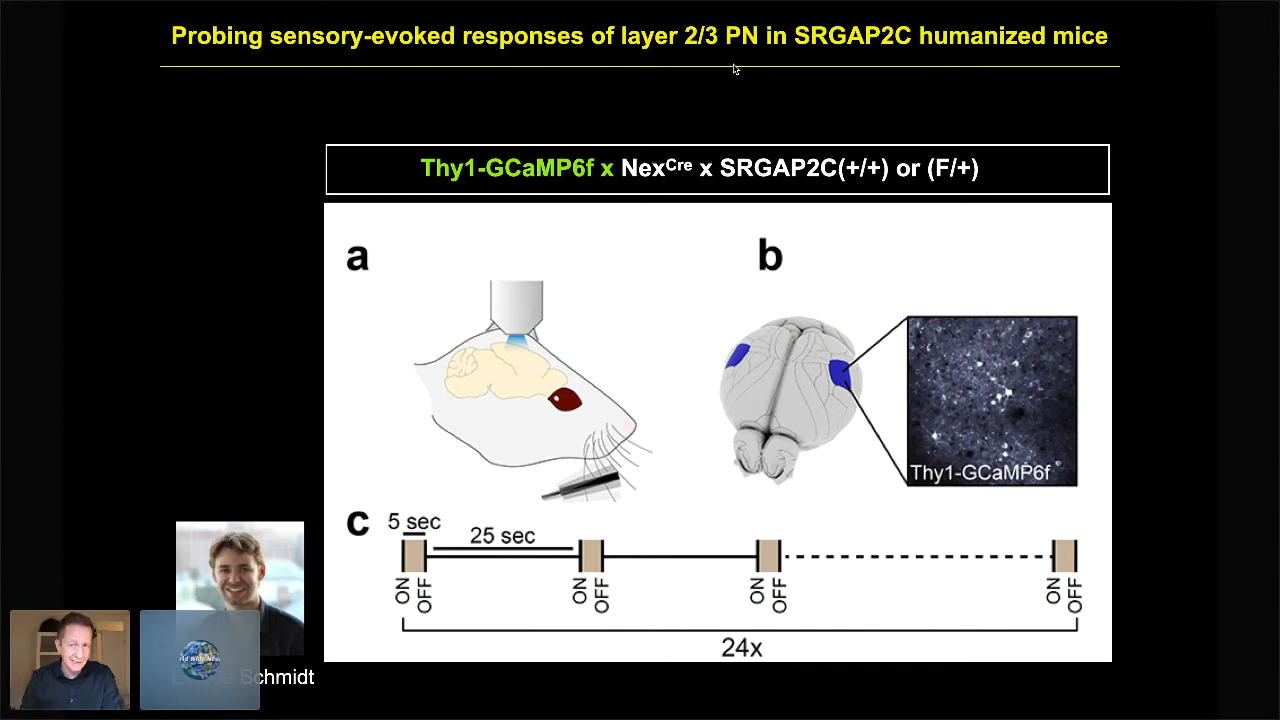 Probing sensory-evoked responses of layer 2/3 PN in SRGAP2C humanized mice
Thy1-GCaMP6f x NexCre x SRGAP2C(+/+) or (F/+)
a
b
Thy1-GCaMP6f
c
5 sec
25 sec
ON
OFF
ON
OFF
ON
OFF
ON
OFF
24x
Schmidt